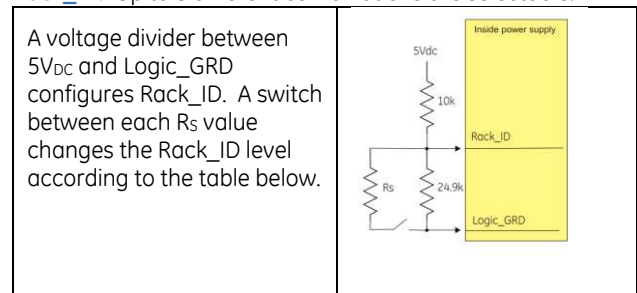 A voltage divider between
5VDC and Logic_GRD
configures Rack_ID. A switch
between each RS value
changes the Rack_ID level
according to the table below.
Inside power supply
5Vdc
10k
Rack_ID
Rs
24.9k
Logic_GRD